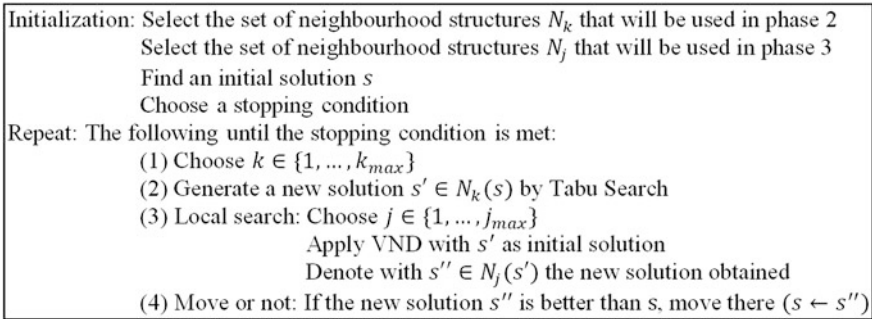 Initialization: Select the set of neighbourhood structures N_k that will be used in phase 2
Select the set of neighbourhood structures N_j that will be used in phase 3
Find an initial solution s
Choose a stopping condition
Repeat: The following until the stopping condition is met:
(1) Choose k ∈ {1, ..., k_max}
(2) Generate a new solution s′ ∈ N_k(s) by Tabu Search
(3) Local search: Choose j ∈ {1, ..., j_max}
Apply VND with s′ as initial solution
Denote with s′′ ∈ N_j(s′) the new solution obtained
(4) Move or not: If the new solution s′′ is better than s, move there (s ← s′′)